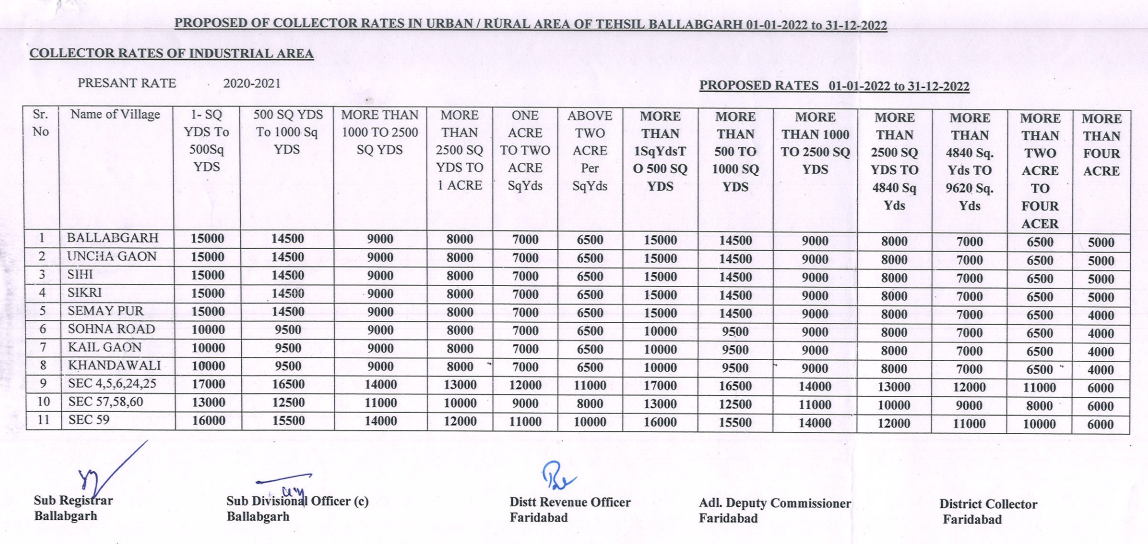 PROPOSED OF COLLECTOR RATES IN URBAN / RURAL AREA OF TEHSIL BALLABGARH 01-01-2022 to 31-12-2022
COLLECTOR RATES OF INDUSTRIAL AREA
PRESANT RATE 2020-2021 PROPOSED RATES 01-01-2022 to 31-12-2022
Sr. No | Name of Village | 1- SQ YDS To 500Sq YDS | 500 SQ YDS To 1000 Sq YDS | MORE THAN 1000 TO 2500 SQ YDS | MORE THAN 2500 SQ YDS TO 1 ACRE | ONE ACRE TO TWO ACRE SqYds | ABOVE TWO ACRE Per SqYds | MORE THAN 1SqYdsT O 500 SQ YDS | MORE THAN 500 TO 1000 SQ YDS | MORE THAN 1000 TO 2500 SQ YDS | MORE THAN 2500 SQ YDS TO 4840 Sq Yds | MORE THAN 4840 Sq. Yds TO 9620 Sq. Yds | MORE THAN TWO ACRE TO FOUR ACER | MORE THAN FOUR ACRE
1 BALLABGARH 15000 14500 9000 8000 7000 6500 15000 14500 9000 8000 7000 6500 5000
2 UNCHA GAON 15000 14500 9000 8000 7000 6500 15000 14500 9000 8000 7000 6500 5000
3 SIHI 15000 14500 9000 8000 7000 6500 15000 14500 9000 8000 7000 6500 5000
4 SIKRI 15000 14500 9000 8000 7000 6500 15000 14500 9000 8000 7000 6500 5000
5 SEMAY PUR 15000 14500 9000 8000 7000 6500 15000 14500 9000 8000 7000 6500 4000
6 SOHNA ROAD 10000 9500 9000 8000 7000 6500 10000 9500 9000 8000 7000 6500 4000
7 KAIL GAON 10000 9500 9000 8000 7000 6500 10000 9500 9000 8000 7000 6500 4000
8 KHANDAWALI 10000 9500 9000 8000 7000 6500 10000 9500 9000 8000 7000 6500 4000
9 SEC 4,5,6,24,25 17000 16500 14000 13000 12000 11000 17000 16500 14000 13000 12000 11000 6000
10 SEC 57,58,60 13000 12500 11000 10000 9000 8000 13000 12500 11000 10000 9000 8000 6000
11 SEC 59 16000 15500 14000 12000 11000 10000 16000 15500 14000 12000 11000 10000 6000
Sub Registrar Sub Divisional Officer (c) Distt Revenue Officer Adl. Deputy Commissioner District Collector
Ballabgarh Ballabgarh Faridabad Faridabad Faridabad